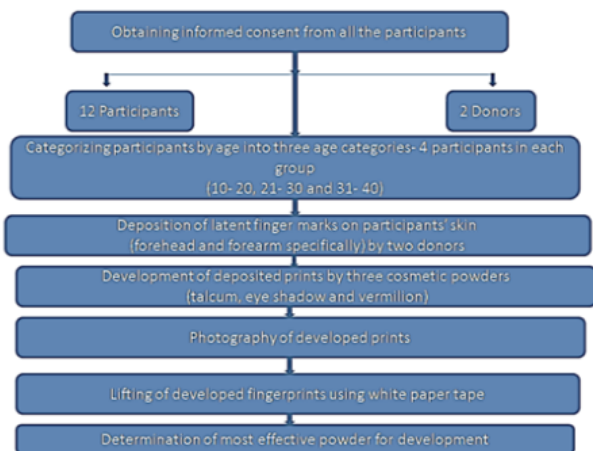 Obtaining informed consent from all the participants
12 Participants
2 Donors
Categorizing participants by age into three age categories- 4 participants in each
group
(10- 20, 21- 30 and 31- 40)
Deposition of latent finger marks on participants' skin
(forehead and forearm specifically) by two donors
Development of deposited prints by three cosmetic powders
(talcum, eye shadow and vermilion)
Photography of developed prints
Lifting of developed fingerprints using white paper tape
Determination of most effective powder for development